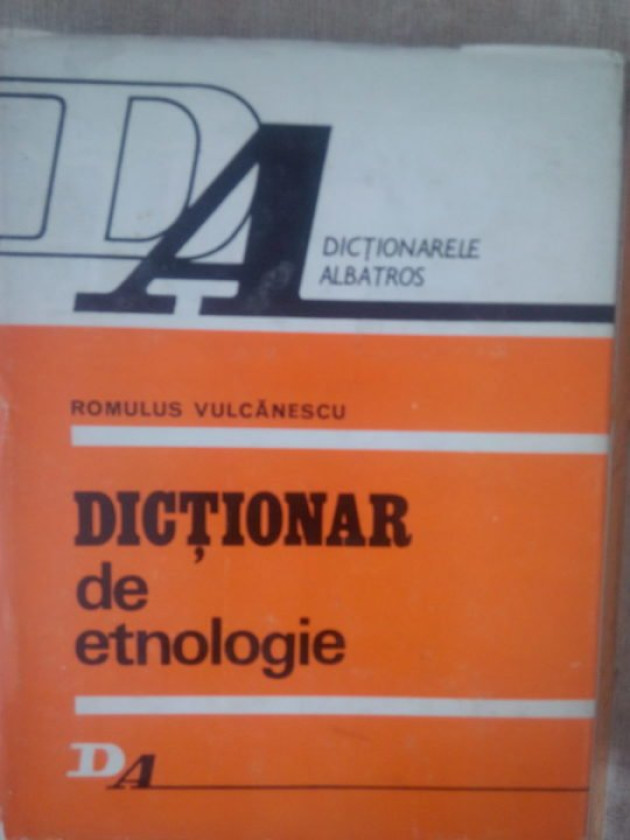 DA
DICȚIONARELE
ALBATROS
ROMULUS VULCĂNESCU
DICȚIONAR
de
etnologie
DA